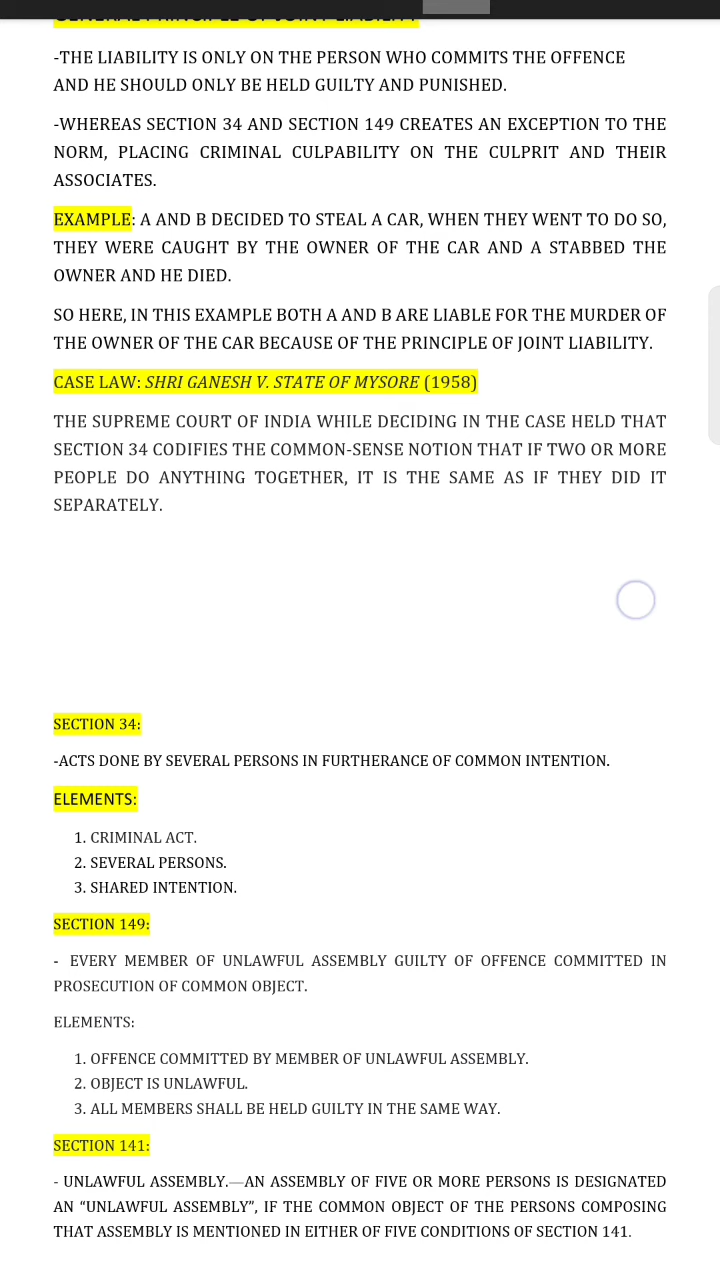 GENERAL PRINCIPLE OF JOINT LIABILITY
-THE LIABILITY IS ONLY ON THE PERSON WHO COMMITS THE OFFENCE
AND HE SHOULD ONLY BE HELD GUILTY AND PUNISHED.
-WHEREAS SECTION 34 AND SECTION 149 CREATES AN EXCEPTION TO THE
NORM, PLACING CRIMINAL CULPABILITY ON THE CULPRIT AND THEIR
ASSOCIATES.
EXAMPLE: A AND B DECIDED TO STEAL A CAR, WHEN THEY WENT TO DO SO,
THEY WERE CAUGHT BY THE OWNER OF THE CAR AND A STABBED THE
OWNER AND HE DIED.
SO HERE, IN THIS EXAMPLE BOTH A AND B ARE LIABLE FOR THE MURDER OF
THE OWNER OF THE CAR BECAUSE OF THE PRINCIPLE OF JOINT LIABILITY.
CASE LAW: SHRI GANESH V. STATE OF MYSORE (1958)
THE SUPREME COURT OF INDIA WHILE DECIDING IN THE CASE HELD THAT
SECTION 34 CODIFIES THE COMMON-SENSE NOTION THAT IF TWO OR MORE
PEOPLE DO ANYTHING TOGETHER, IT IS THE SAME AS IF THEY DID IT
SEPARATELY.
SECTION 34:
-ACTS DONE BY SEVERAL PERSONS IN FURTHERANCE OF COMMON INTENTION.
ELEMENTS:
1. CRIMINAL ACT.
2. SEVERAL PERSONS.
3. SHARED INTENTION.
SECTION 149:
- EVERY MEMBER OF UNLAWFUL ASSEMBLY GUILTY OF OFFENCE COMMITTED IN
PROSECUTION OF COMMON OBJECT.
ELEMENTS:
1. OFFENCE COMMITTED BY MEMBER OF UNLAWFUL ASSEMBLY.
2. OBJECT IS UNLAWFUL.
3. ALL MEMBERS SHALL BE HELD GUILTY IN THE SAME WAY.
SECTION 141:
- UNLAWFUL ASSEMBLY.—AN ASSEMBLY OF FIVE OR MORE PERSONS IS DESIGNATED
AN “UNLAWFUL ASSEMBLY”, IF THE COMMON OBJECT OF THE PERSONS COMPOSING
THAT ASSEMBLY IS MENTIONED IN EITHER OF FIVE CONDITIONS OF SECTION 141.